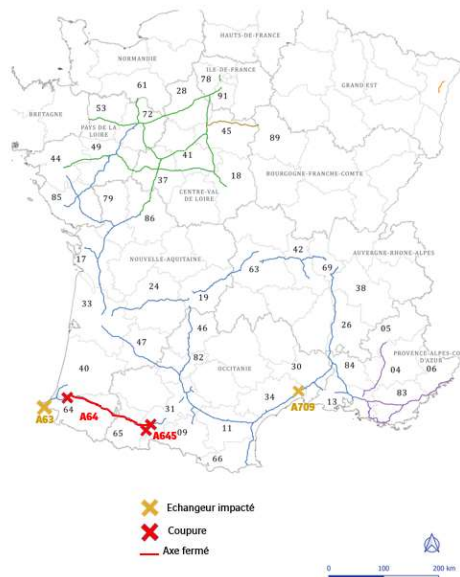 HAUTS-DE-FRANCE
NORMANDIE
ILE-DE-FRANCE
61
28
78
91
GRAND EST
BRETAGNE
53
72
PAYS DE LA
LOIRE
45
89
44
49
41
37
18
BOURGOGNE-FRANCHE-COMTE
CENTRE-VAL
DE LOIRE
85
79
86
17
NOUVELLE-AQUITAINE
42
AUVERGNE-RHONE-ALPES
63
69
24
19
38
33
46
26
05
47
82
OCCITANIE
30
84
04
PROVENCE-ALPES-COTE
D'AZUR
06
40
83
34
A63
64
A64
31
A709
13
65
A645
09
11
66
Echangeur impacté
Coupure
Axe fermé
0 100 200 km